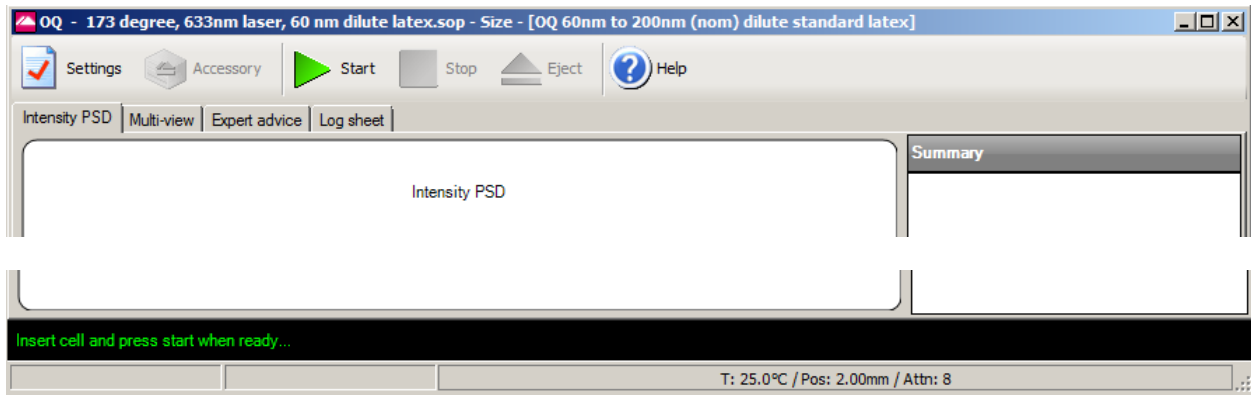 OQ - 173 degree, 633nm laser, 60 nm dilute latex.sop - Size - [OQ 60nm to 200nm (nom) dilute standard latex]
Settings Accessory Start Stop Eject Help
Intensity PSD Multi-view Expert advice Log sheet
Summary
Intensity PSD
Insert cell and press start when ready...
T: 25.0°C / Pos: 2.00mm / Attn: 8